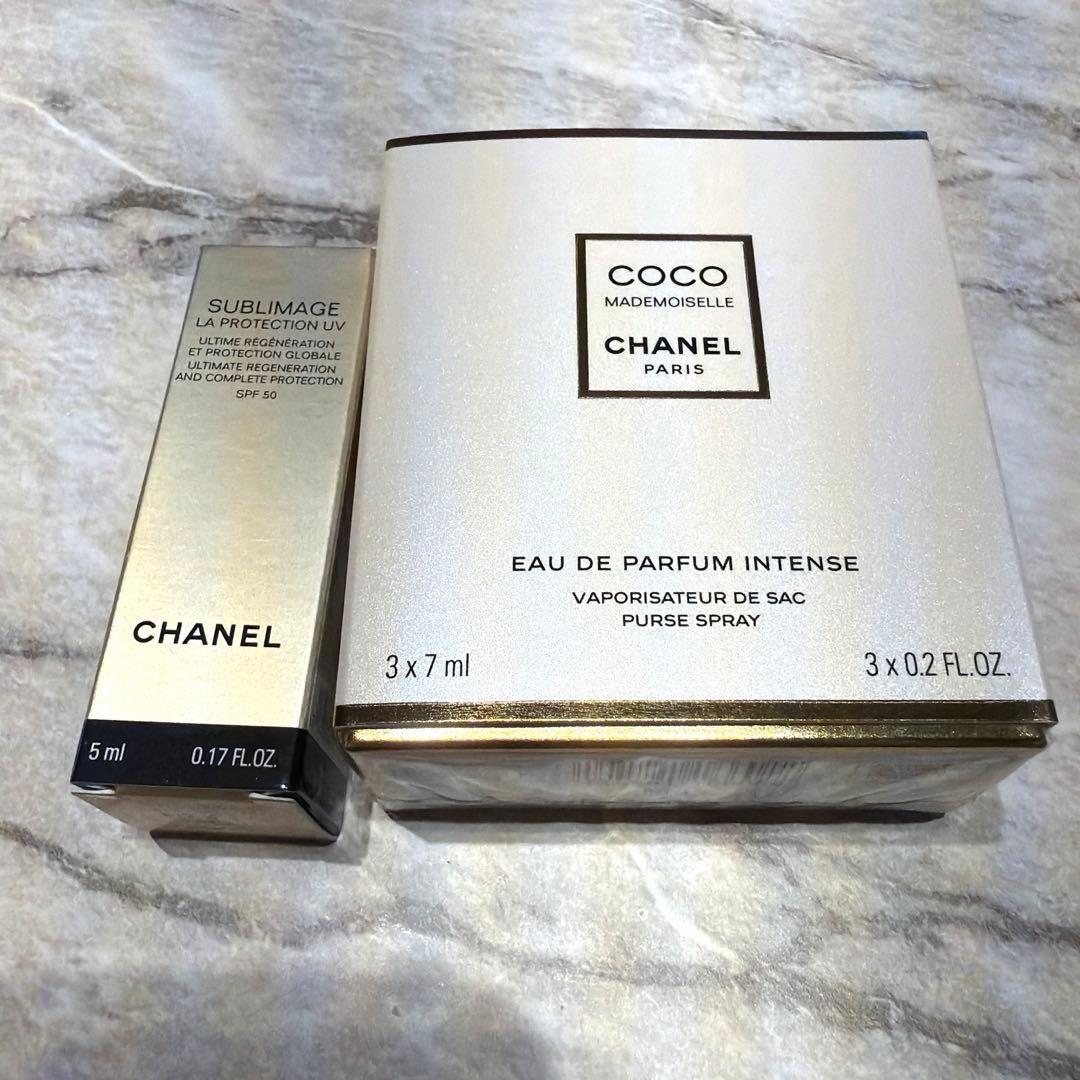 SUBLIMAGE
LA PROTECTION UV
ULTIME RÉGÉNÉRATION
ET PROTECTION GLOBALE
ULTIMATE REGENERATION
AND COMPLETE PROTECTION
SPF 50
CHANEL
5 ml 0.17 FL.OZ.
COCO
MADEMOISELLE
CHANEL
PARIS
EAU DE PARFUM INTENSE
VAPORISATEUR DE SAC
PURSE SPRAY
3 x 7 ml 3 x 0.2 FL.OZ.